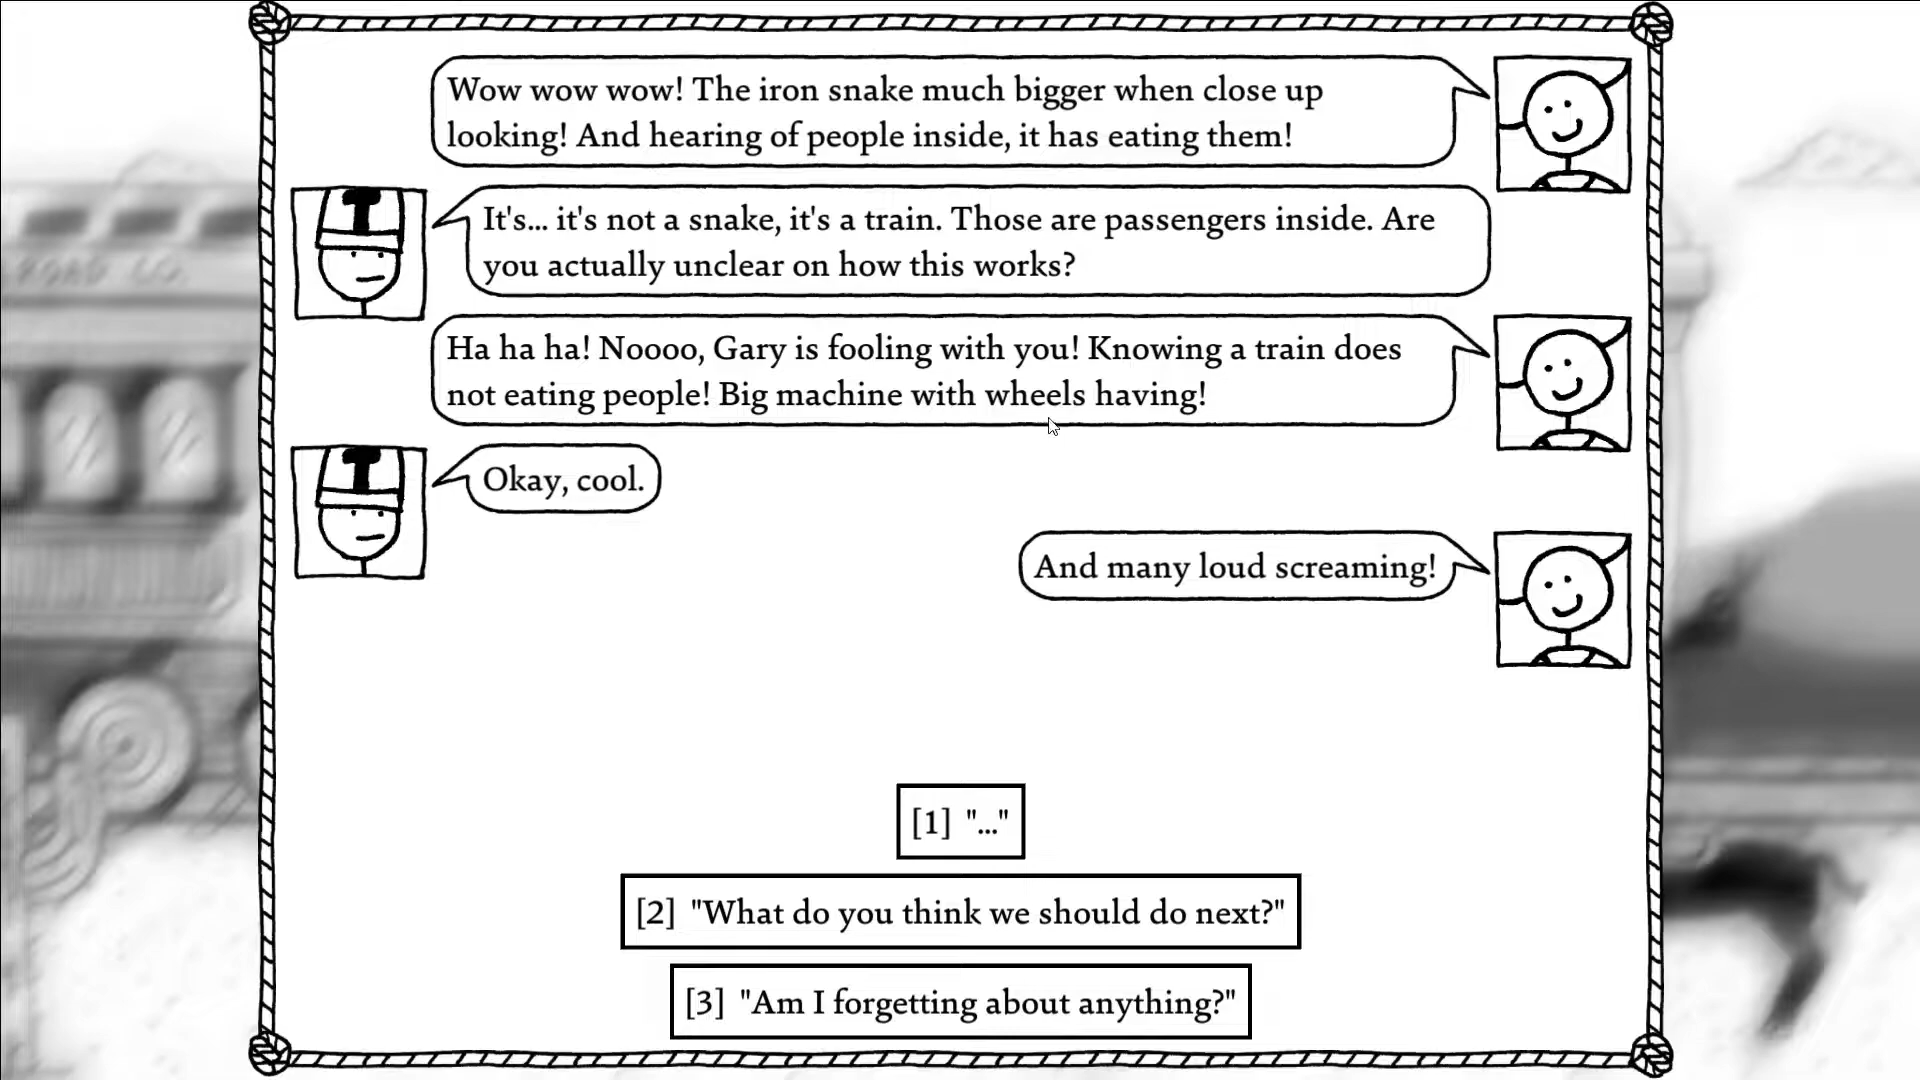 Wow wow wow! The iron snake much bigger when close up
looking! And hearing of people inside, it has eating them!
It's... it's not a snake, it's a train. Those are passengers inside. Are
you actually unclear on how this works?
Ha ha ha! Noooo, Gary is fooling with you! Knowing a train does
not eating people! Big machine with wheels having!
Okay, cool.
And many loud screaming!
[1] "..."
[2] "What do you think we should do next?"
[3] "Am I forgetting about anything?"